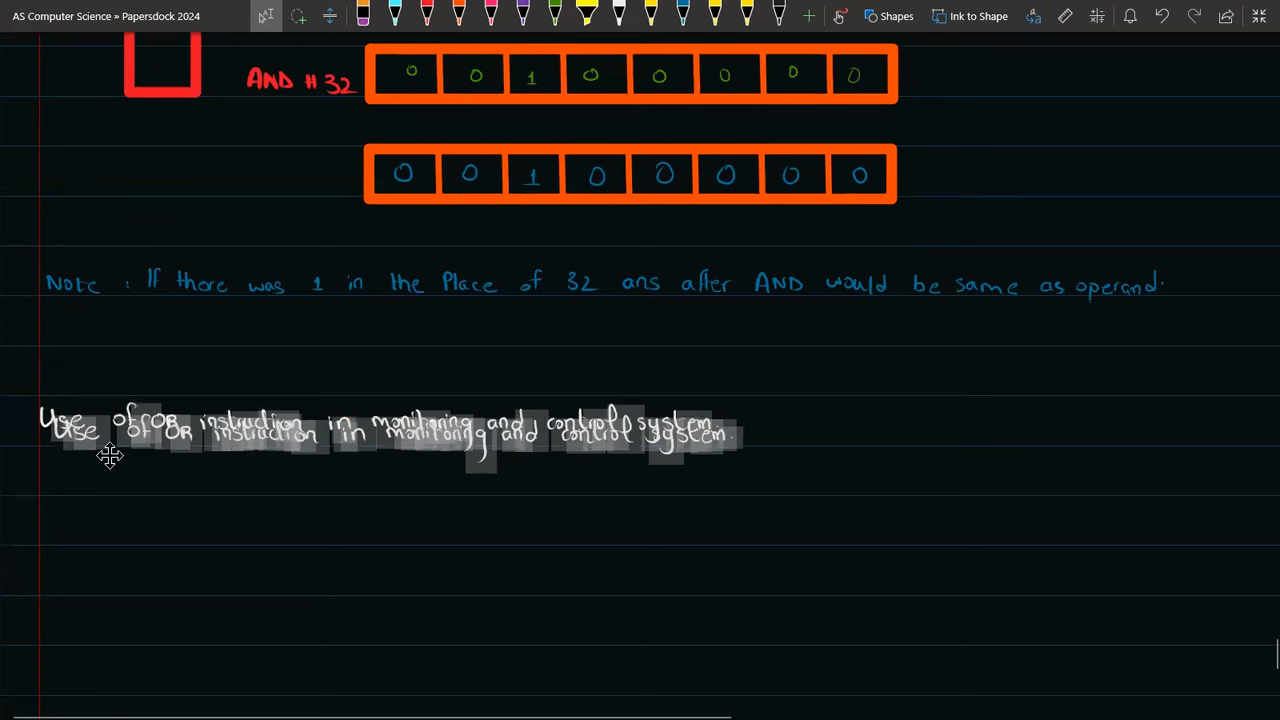 AS Computer Science » Papersdock 2024
Shapes
Ink to Shape
AND # 32
0 0 1 0 0 0 0 0
0 0 1 0 0 0 0 0
Note : If there was 1 in the Place of 32 ans after AND would be same as operand.
Use of OR instruction in monitoring and control system.